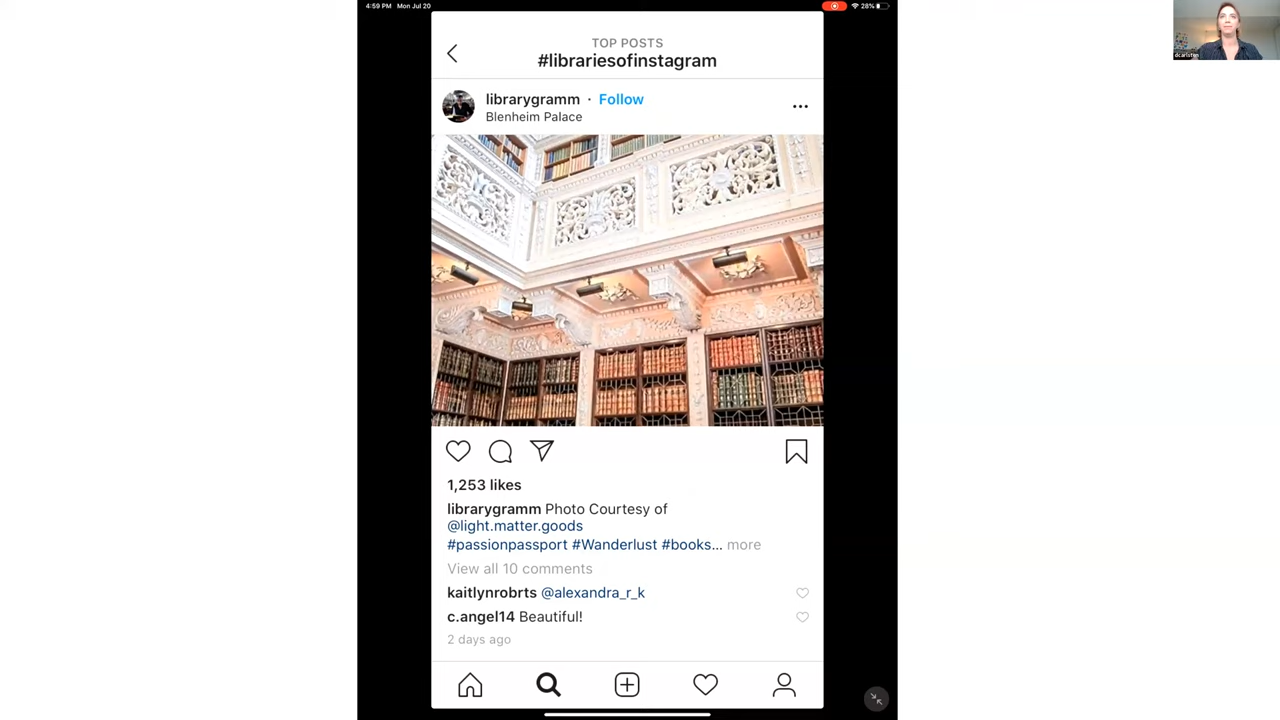 4:59 PM Mon Jul 20
28%
TOP POSTS
#librariesofinstagram
librarygramm · Follow
Blenheim Palace
1,253 likes
librarygramm Photo Courtesy of
@light.matter.goods
#passionpassport #Wanderlust #books... more
View all 10 comments
kaitlynrobrts @alexandra_r_k
c.angel14 Beautiful!
2 days ago
dcarlsten